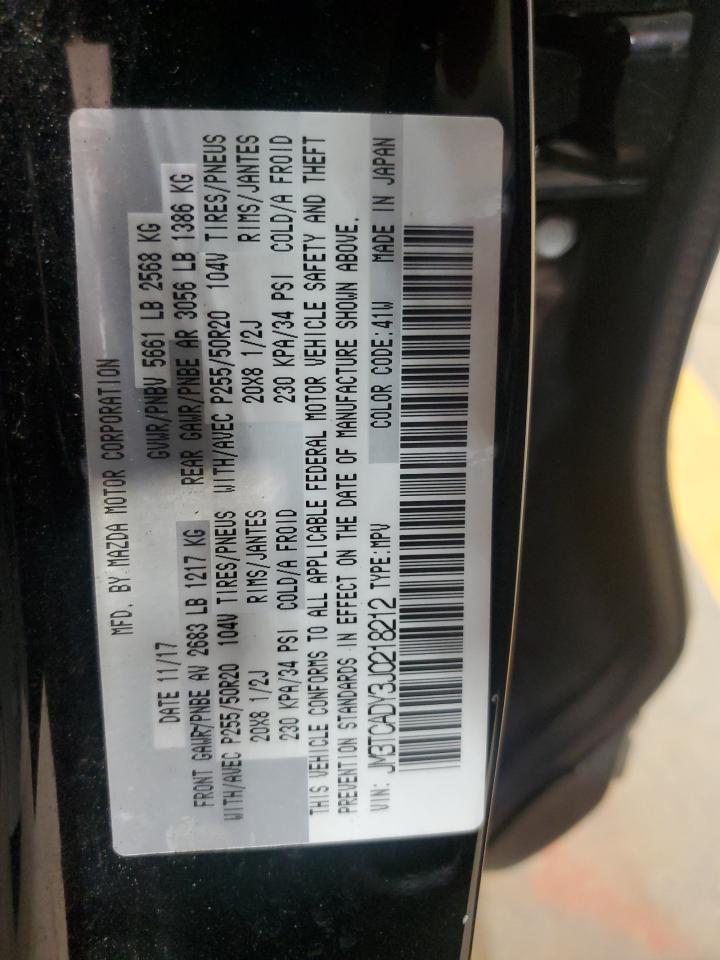 MFD. BY MAZDA MOTOR CORPORATION
DATE 11/17 GVWR/PNBV 5661 LB 2568 KG
FRONT GAWR/PNBE AV 2683 LB 1217 KG REAR GAWR/PNBE AR 3056 LB 1386 KG
WITH/AVEC P255/50R20 104V TIRES/PNEUS WITH/AVEC P255/50R20 104V TIRES/PNEUS
20X8 1/2J RIMS/JANTES 20X8 1/2J RIMS/JANTES
230 KPA/34 PSI COLD/A FROID 230 KPA/34 PSI COLD/A FROID
THIS VEHICLE CONFORMS TO ALL APPLICABLE FEDERAL MOTOR VEHICLE SAFETY AND THEFT
PREVENTION STANDARDS IN EFFECT ON THE DATE OF MANUFACTURE SHOWN ABOVE.
VIN: JM3TCADY3J0218212 TYPE:MPV COLOR CODE:41W MADE IN JAPAN